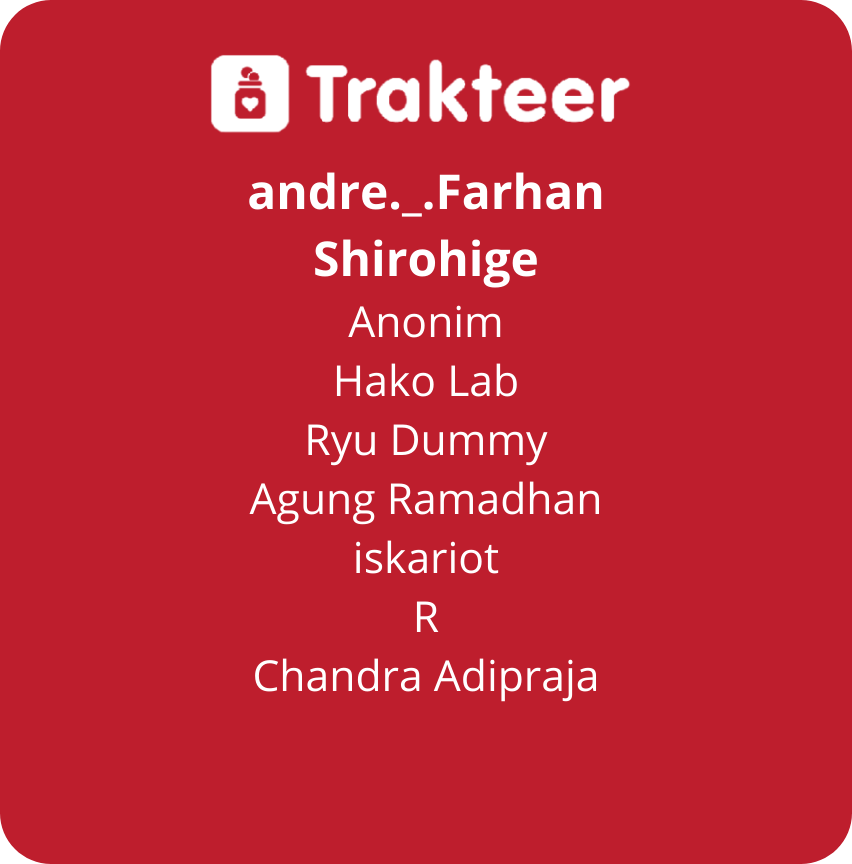 Trakteer
andre._.Farhan
Shirohige
Anonim
Hako Lab
Ryu Dummy
Agung Ramadhan
iskariot
R
Chandra Adipraja